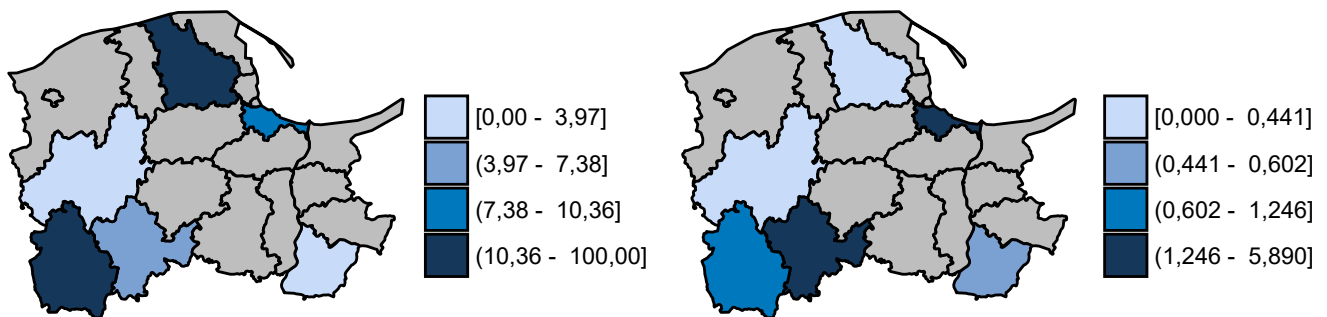 [0,00 - 3,97]
(3,97 - 7,38]
(7,38 - 10,36]
(10,36 - 100,00]
[0,000 - 0,441]
(0,441 - 0,602]
(0,602 - 1,246]
(1,246 - 5,890]